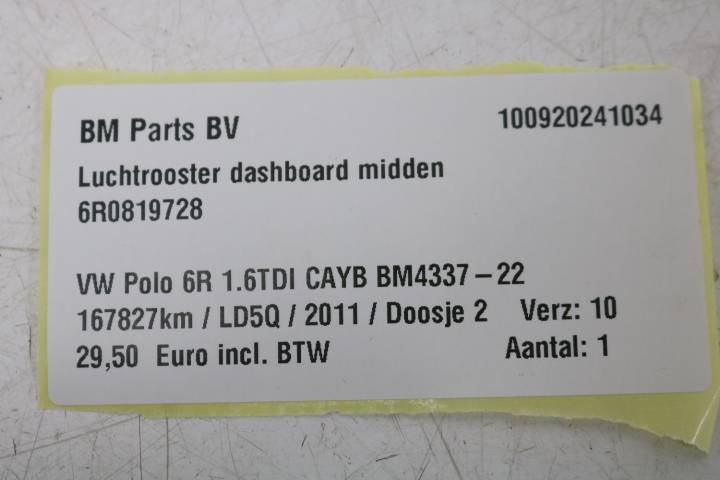 BM Parts BV 100920241034
Luchtrooster dashboard midden
6R0819728
VW Polo 6R 1.6TDI CAYB BM4337-22
167827km / LD5Q / 2011 / Doosje 2 Verz: 10
29,50 Euro incl. BTW Aantal: 1